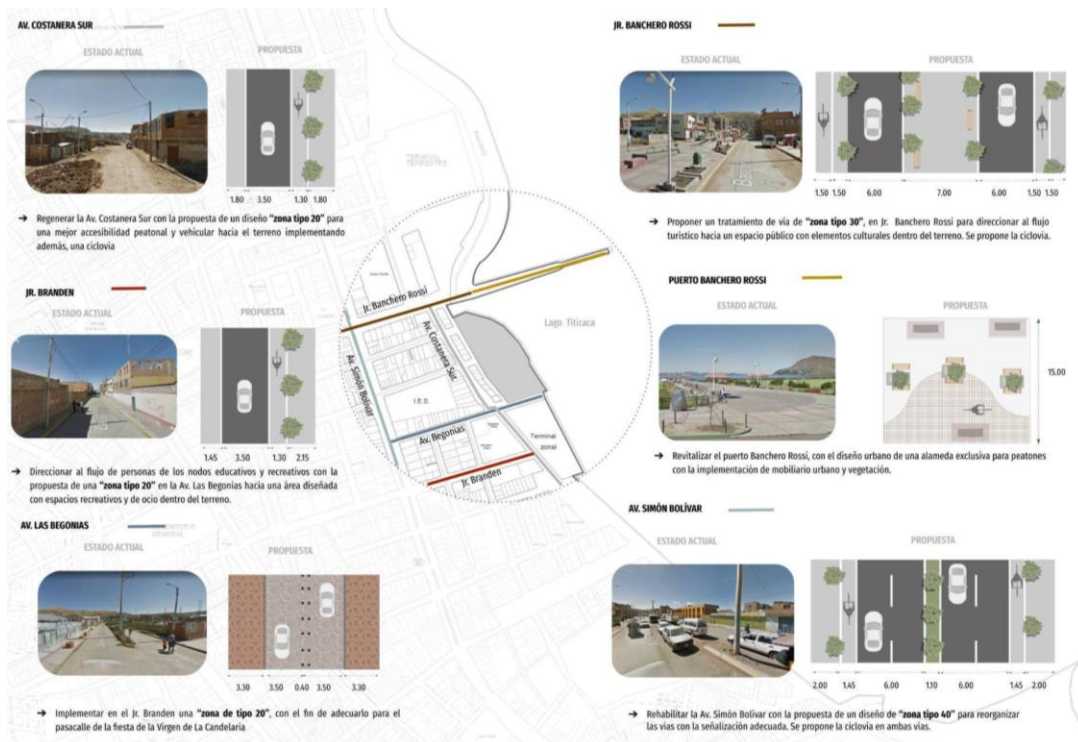 AV. COSTANERA SUR
ESTADO ACTUAL
PROPUESTA
1.80 3.50 1.30 1.80
➔ Regenerar la Av. Costanera Sur con la propuesta de un diseño "zona tipo 20" para
una mejor accesibilidad peatonal y vehicular hacia el terreno implementando
además, una ciclovia
JR. BRANDEN
ESTADO ACTUAL
PROPUESTA
1.45 3.50 1.30 2.15
➔ Direccionar al flujo de personas de los nodos educativos y recreativos con la
propuesta de una "zona tipo 20" en la Av. Las Begonias hacia una área diseñada
con espacios recreativos y de ocio dentro del terreno.
AV. LAS BEGONIAS
ESTADO ACTUAL
PROPUESTA
3.30 3.50 0.40 3.50 3.30
➔ Implementar en el Jr. Branden una "zona de tipo 20", con el fin de adecuarlo para el
pasacalle de la fiesta de la Virgen de La Candelaria
TERMINAL
TERRESTRE
Jr. Banchero Rossi
Av. Costanera Sur.
Av. Simón Bolívar
Lago Titicaca
I.E.S.
Av. Begonias
Terminal
zonal
Jr. Branden
JR. BANCHERO ROSSI
ESTADO ACTUAL
PROPUESTA
1.50 1.50 6.00 7.00 6.00 1.50 1.50
➔ Proponer un tratamiento de vía de "zona tipo 30", en Jr. Banchero Rossi para direccionar al flujo
turístico hacia un espacio público con elementos culturales dentro del terreno. Se propone la ciclovía.
PUERTO BANCHERO ROSSI
ESTADO ACTUAL
PROPUESTA
15.00
➔ Revitalizar el puerto Banchero Rossi, con el diseño urbano de una alameda exclusiva para peatones
con la implementación de mobiliario urbano y vegetación.
AV. SIMÓN BOLÍVAR
ESTADO ACTUAL
PROPUESTA
2.00 1.45 6.00 1.10 6.00 1.45 2.00
➔ Rehabilitar la Av. Simón Bolívar con la propuesta de un diseño de "zona tipo 40" para reorganizar
las vías con la señalización adecuada. Se propone la ciclovía en ambas vías.